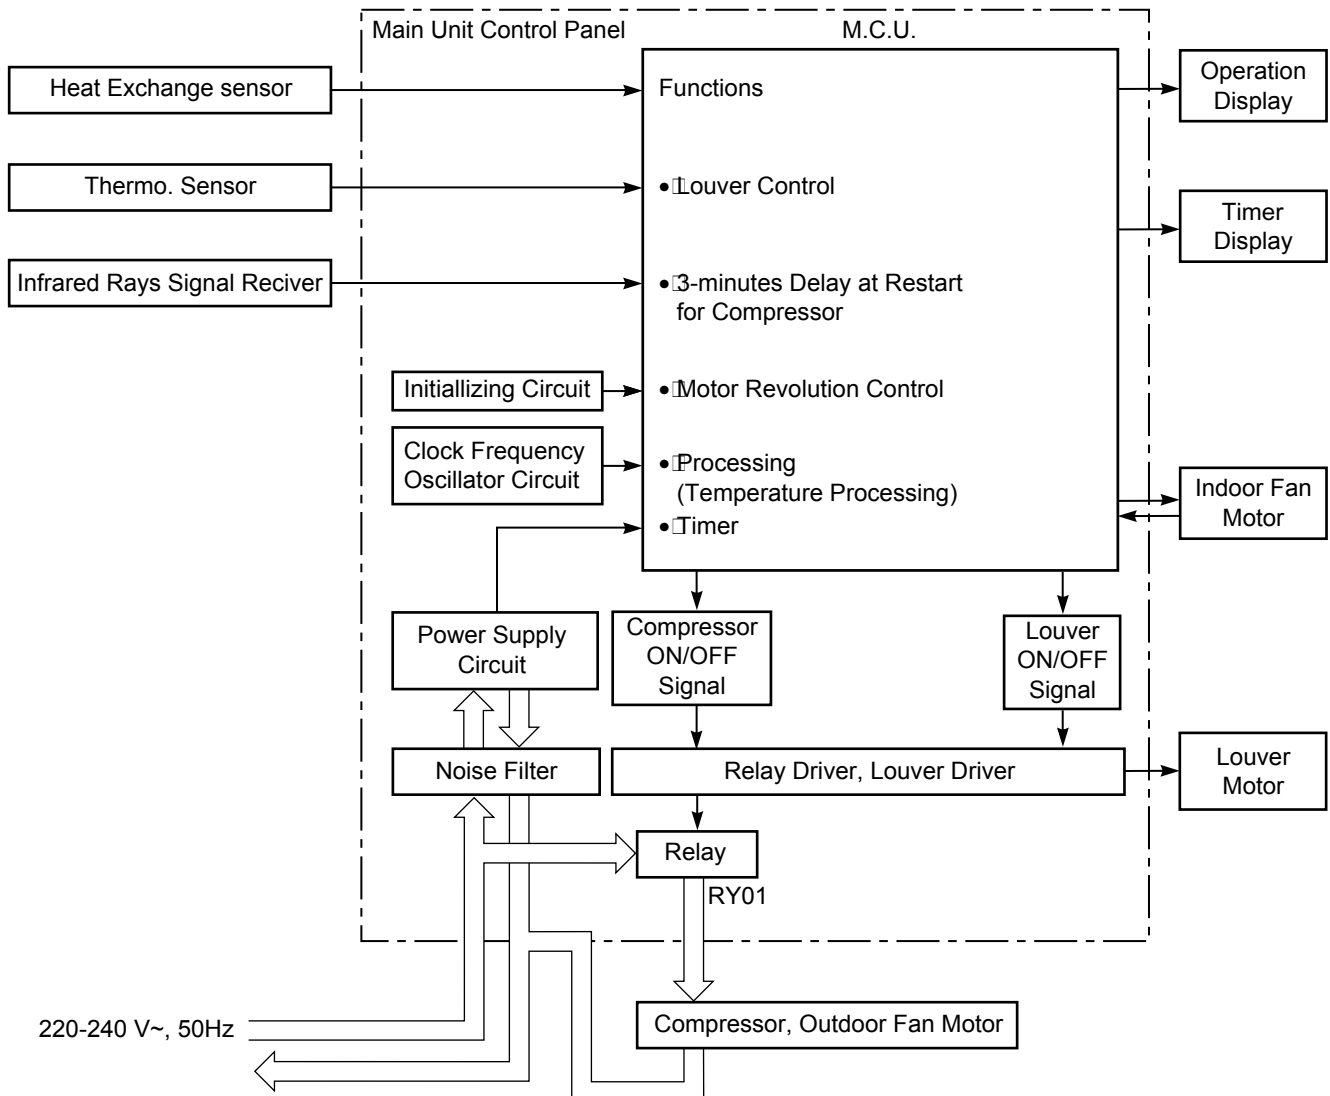 Main Unit Control Panel
M.C.U.
Heat Exchange sensor
Thermo. Sensor
Infrared Rays Signal Reciver
Initiallizing Circuit
Clock Frequency
Oscillator Circuit
Power Supply
Circuit
Noise Filter
Functions
• Louver Control
• 3-minutes Delay at Restart
for Compressor
• Motor Revolution Control
• Processing
(Temperature Processing)
• Timer
Operation
Display
Timer
Display
Indoor Fan
Motor
Compressor
ON/OFF
Signal
Louver
ON/OFF
Signal
Relay Driver, Louver Driver
Louver
Motor
Relay
RY01
220-240 V~, 50Hz
Compressor, Outdoor Fan Motor